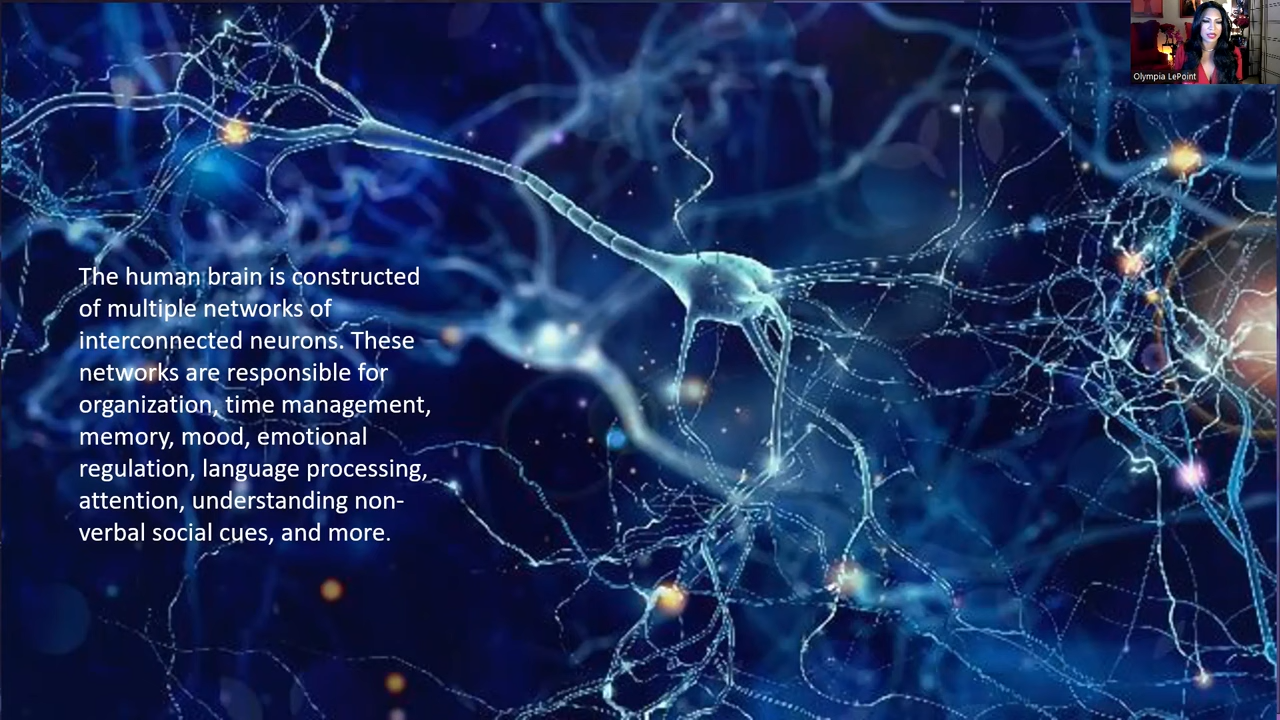 Olympia LePoint
The human brain is constructed
of multiple networks of
interconnected neurons. These
networks are responsible for
organization, time management,
memory, mood, emotional
regulation, language processing,
attention, understanding non-
verbal social cues, and more.